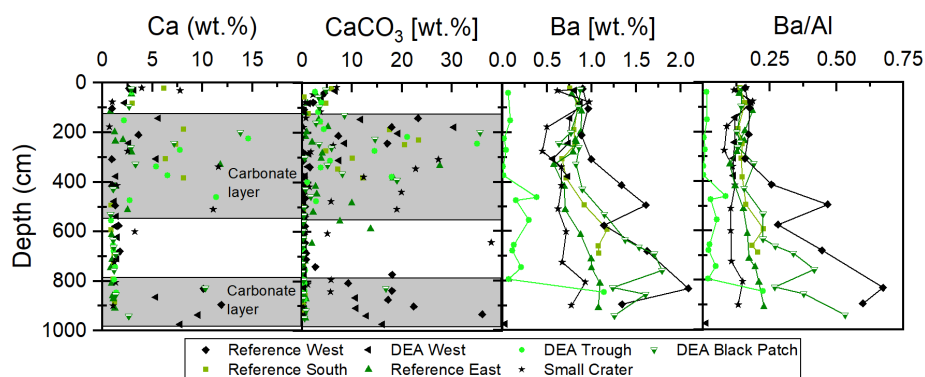 Ca (wt.%) CaCO3 [wt.%] Ba [wt.%] Ba/Al
0 5 10 15 0 10 20 30 0.0 0.5 1.0 1.5 2.0 0.25 0.50 0.75
0
200
400
600
800
1000
Depth (cm)
Carbonate
layer
Carbonate
layer
Reference West DEA West DEA Trough DEA Black Patch
Reference South Reference East Small Crater